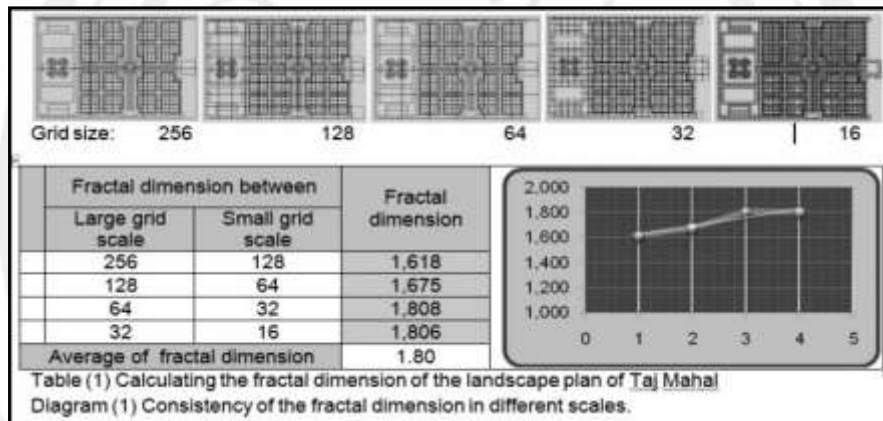 Grid size: 256 128 64 32 16
Fractal dimension between Fractal dimension
Large grid scale Small grid scale
256 128 1,618
128 64 1,675
64 32 1,808
32 16 1,806
Average of fractal dimension 1.80
2,000
1,800
1,600
1,400
1,200
1,000
0 1 2 3 4 5
Table (1) Calculating the fractal dimension of the landscape plan of Taj Mahal
Diagram (1) Consistency of the fractal dimension in different scales.